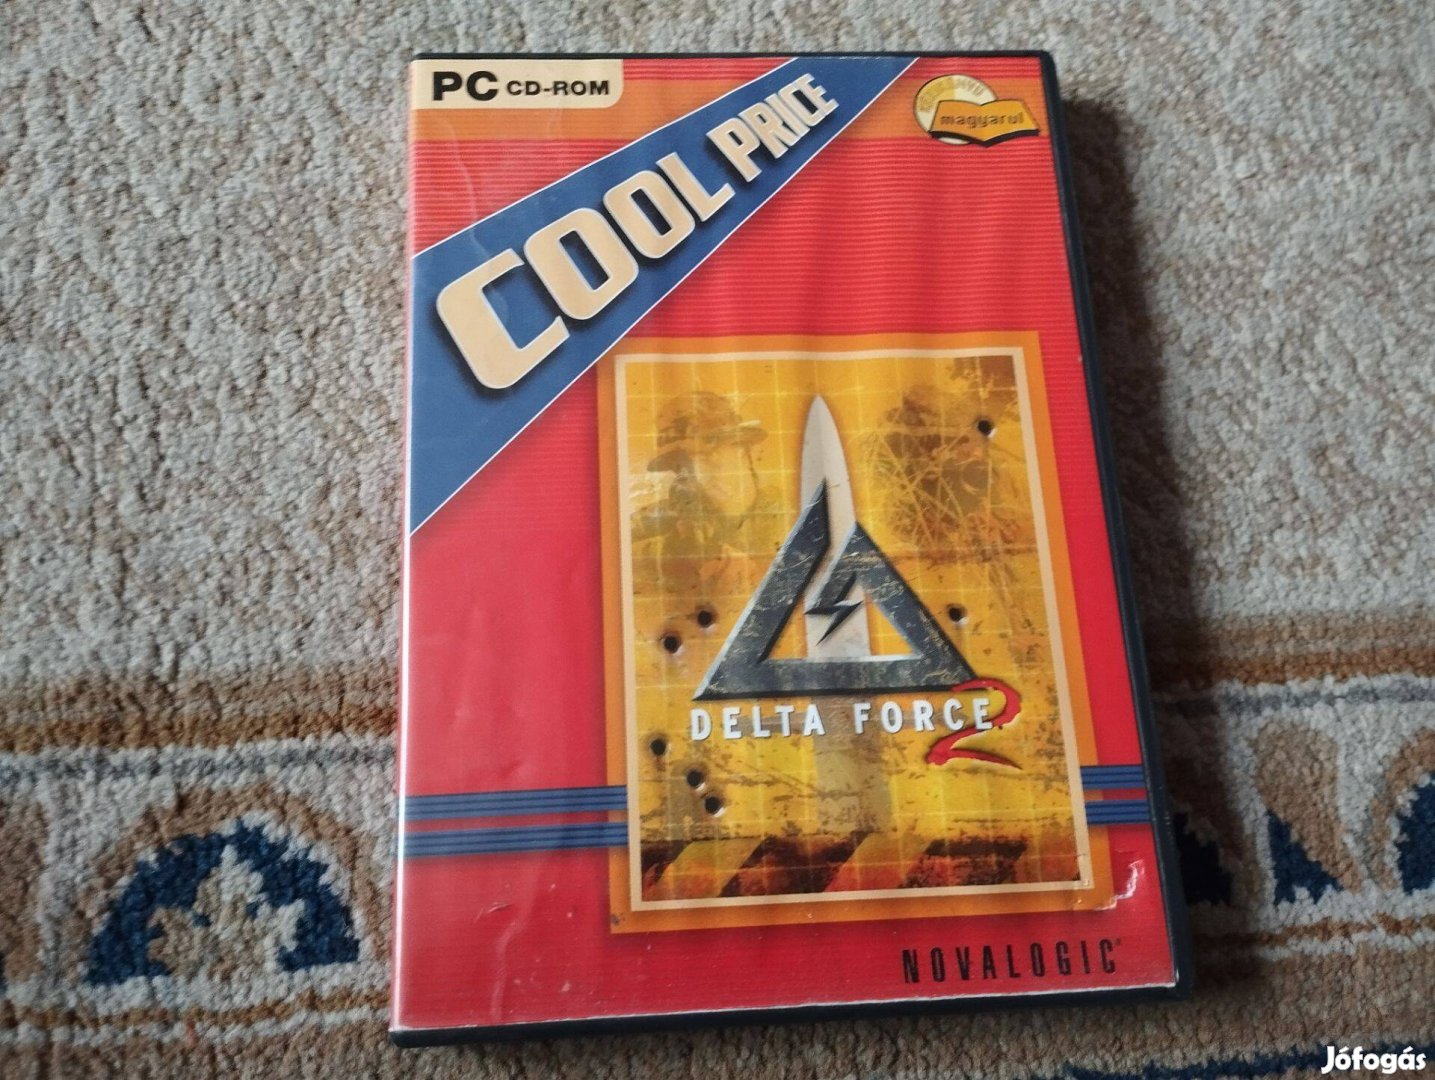 PC CD-ROM
COOL PRICE
magyarul
DELTA FORCE 2
NOVALOGIC
Jófogás